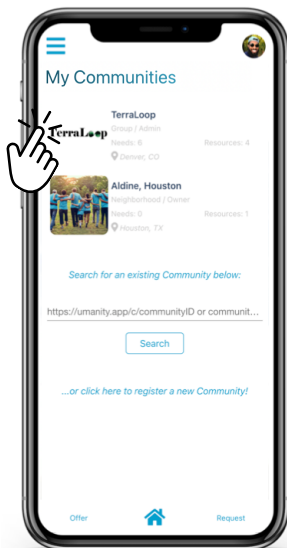 My Communities
TerraLoop
TerraLoop
Group / Admin
Needs: 6 Resources: 4
Denver, CO
Aldine, Houston
Neighborhood / Owner
Needs: 0 Resources: 1
Houston, TX
Search for an existing Community below:
https://umanity.app/c/communityID or communit...
Search
...or click here to register a new Community!
Offer Request